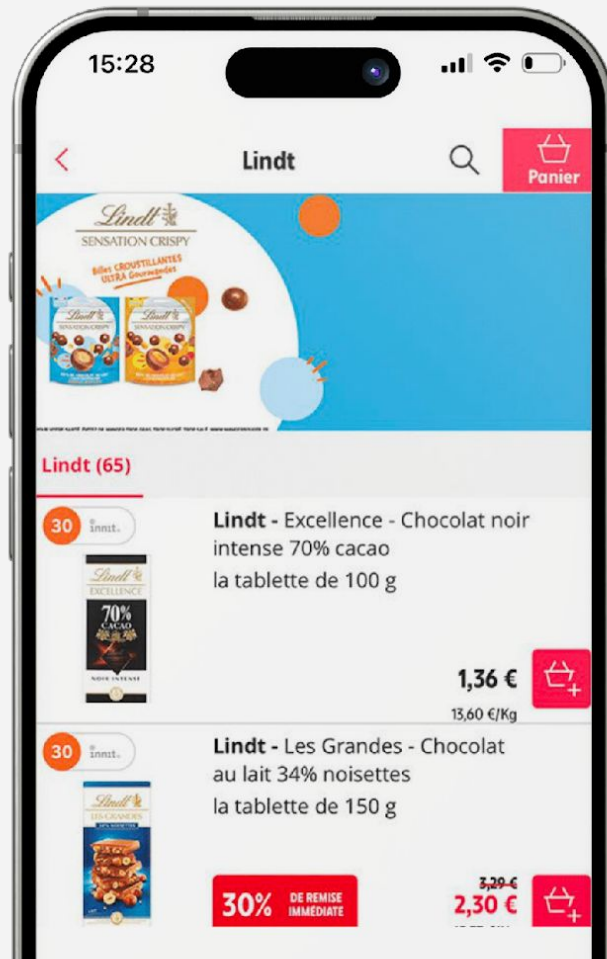 15:28
Lindt
Panier
Lindt
SENSATION CRISPY
Billes CROUSTILLANTES
ULTRA Gourmandes
Lindt
SENSATION CRISPY
Lindt
SENSATION CRISPY
Lindt (65)
30 innit.
Lindt
EXCELLENCE
70%
CACAO
NOIR INTENSE
Lindt - Excellence - Chocolat noir
intense 70% cacao
la tablette de 100 g
1,36 €
13,60 €/Kg
30 innit.
Lindt
LES GRANDES
Lindt - Les Grandes - Chocolat
au lait 34% noisettes
la tablette de 150 g
30% DE REMISE
IMMÉDIATE
3,29 €
2,30 €